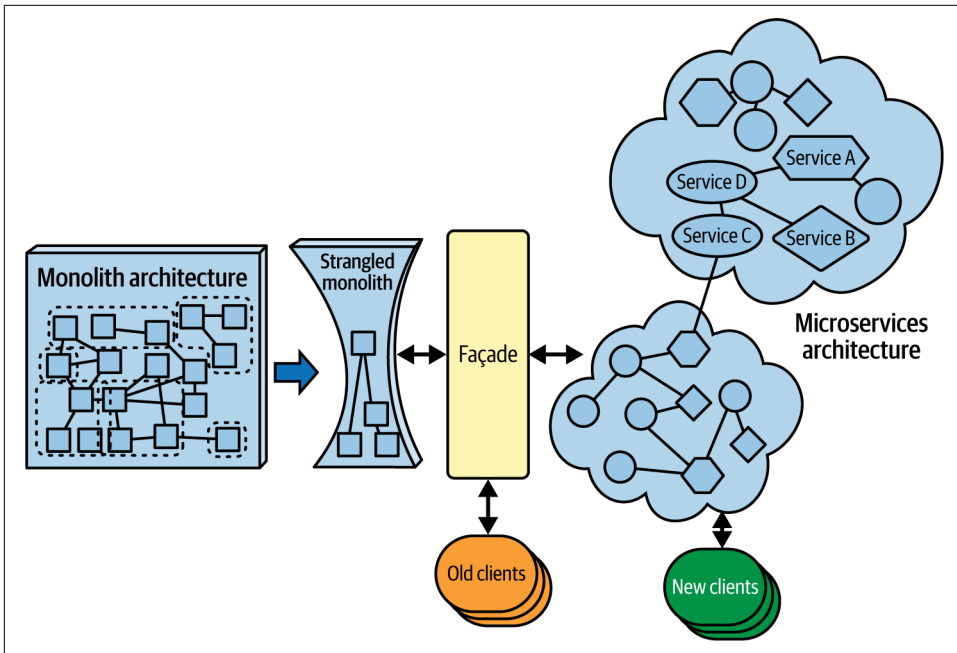 Monolith architecture
Strangled
monolith
Façade
Old clients
New clients
Service A
Service D
Service C
Service B
Microservices
architecture